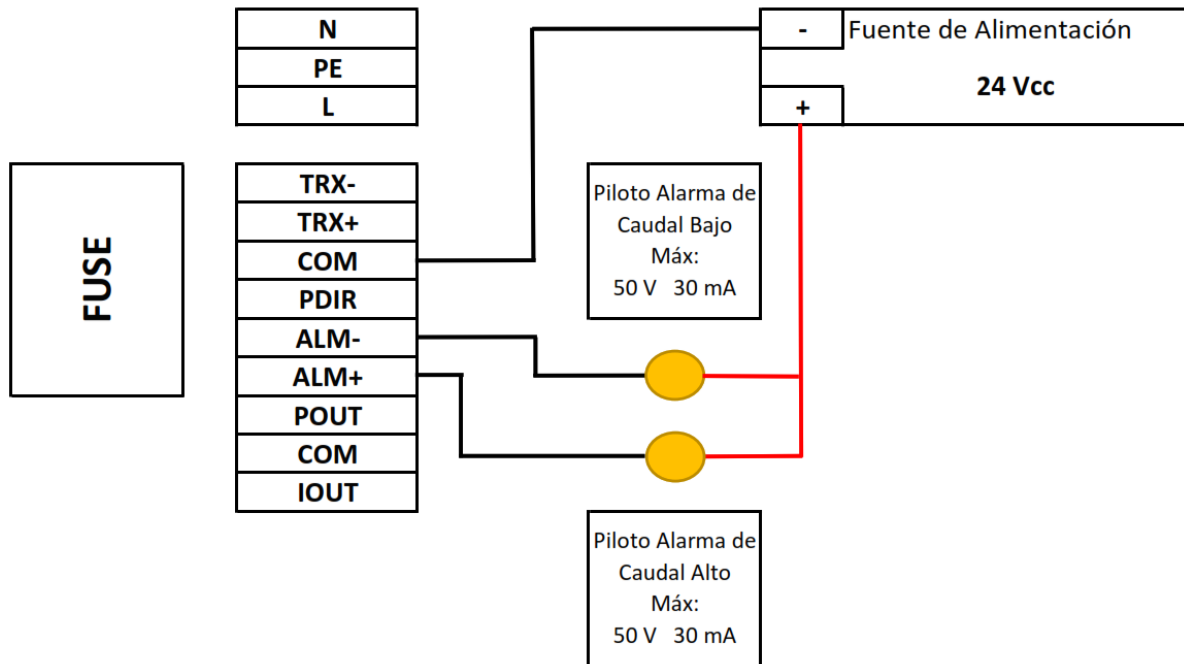 N
PE
L
- Fuente de Alimentación
24 Vcc
+
FUSE
TRX-
TRX+
COM
PDIR
ALM-
ALM+
POUT
COM
IOUT
Piloto Alarma de
Caudal Bajo
Máx:
50 V 30 mA
Piloto Alarma de
Caudal Alto
Máx:
50 V 30 mA